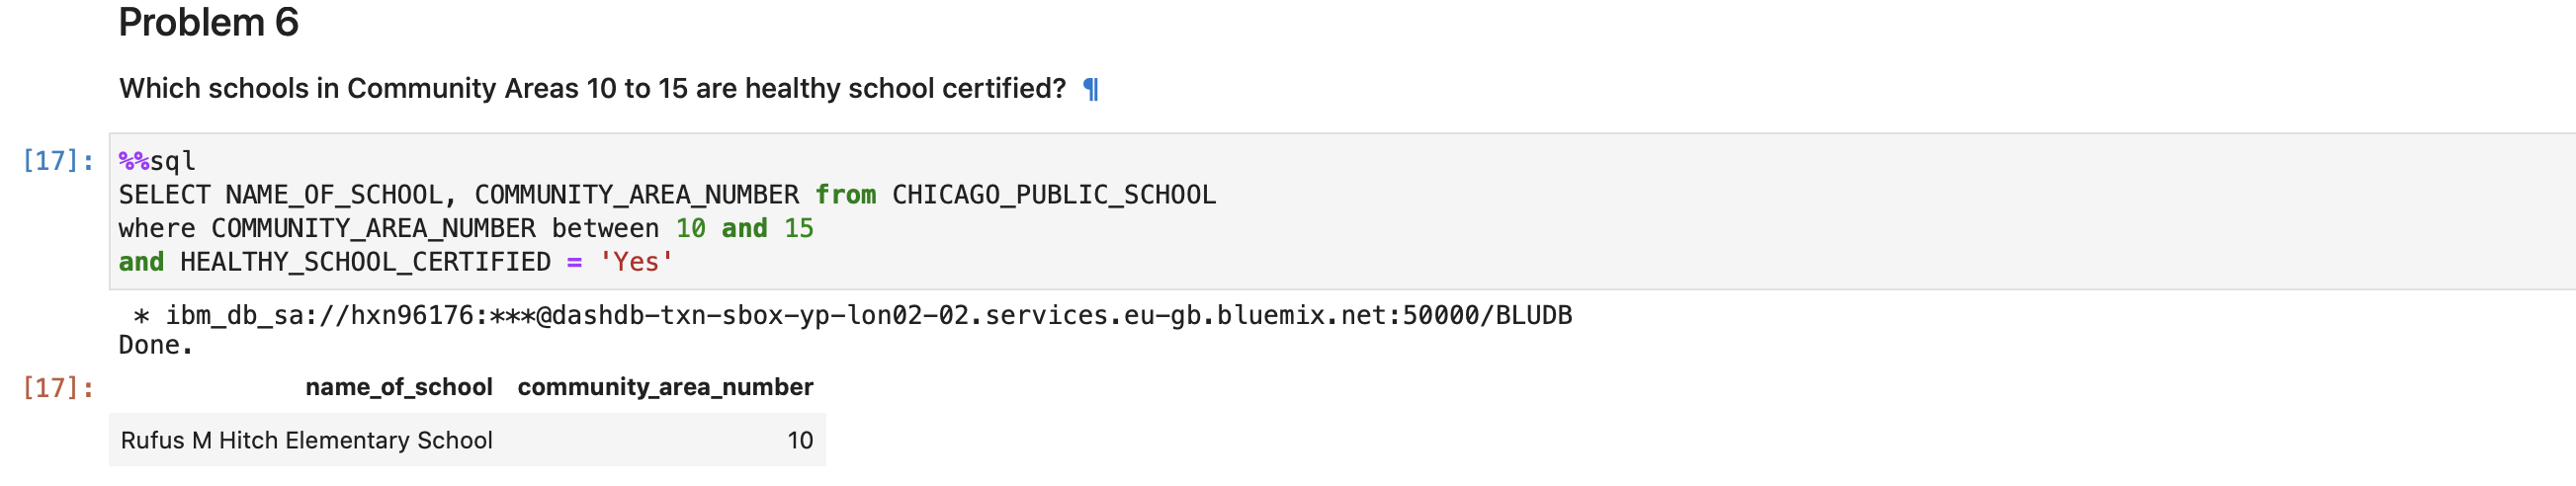 Problem 6
Which schools in Community Areas 10 to 15 are healthy school certified? ¶
[17]: %%sql
SELECT NAME_OF_SCHOOL, COMMUNITY_AREA_NUMBER from CHICAGO_PUBLIC_SCHOOL
where COMMUNITY_AREA_NUMBER between 10 and 15
and HEALTHY_SCHOOL_CERTIFIED = 'Yes'
* ibm_db_sa://hxn96176:***@dashdb-txn-sbox-yp-lon02-02.services.eu-gb.bluemix.net:50000/BLUDB
Done.
[17]: name_of_school community_area_number
Rufus M Hitch Elementary School 10